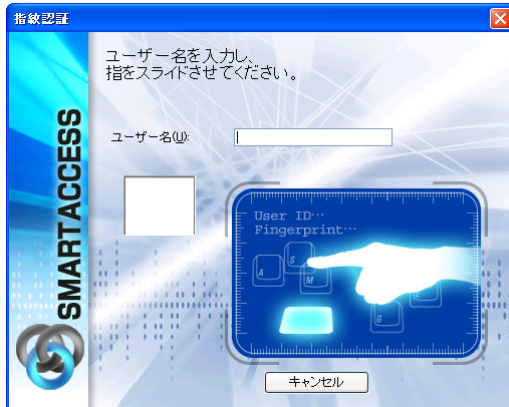 指紋認証
ユーザー名を入力し、
指をスライドさせてください。
SMARTACCESS
ユーザー名(U):
User ID…
Fingerprint…
S
A
M
G
キャンセル